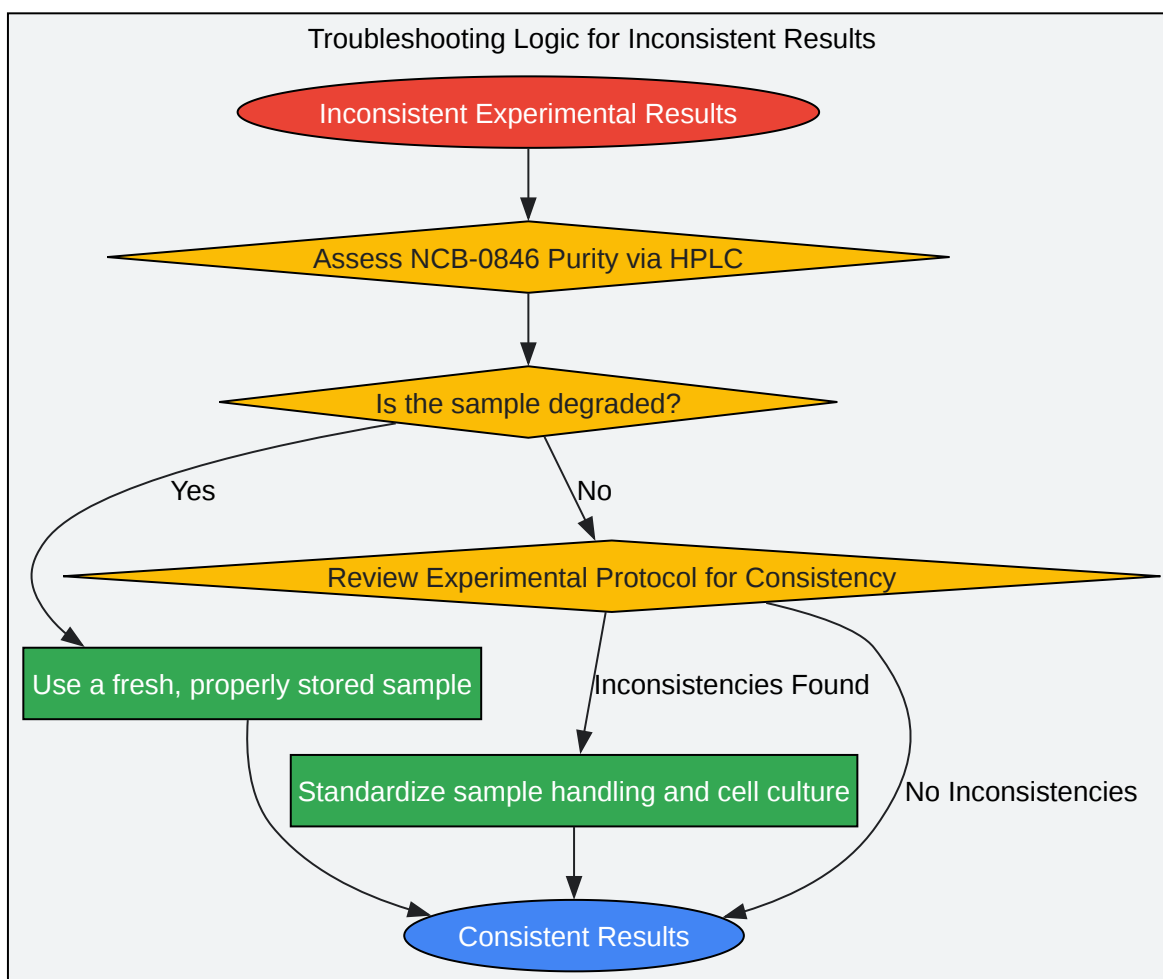 Troubleshooting Logic for Inconsistent Results
Inconsistent Experimental Results
Assess NCB-0846 Purity via HPLC
Is the sample degraded?
Yes
No
Review Experimental Protocol for Consistency
Use a fresh, properly stored sample
Inconsistencies Found
Standardize sample handling and cell culture
No Inconsistencies
Consistent Results